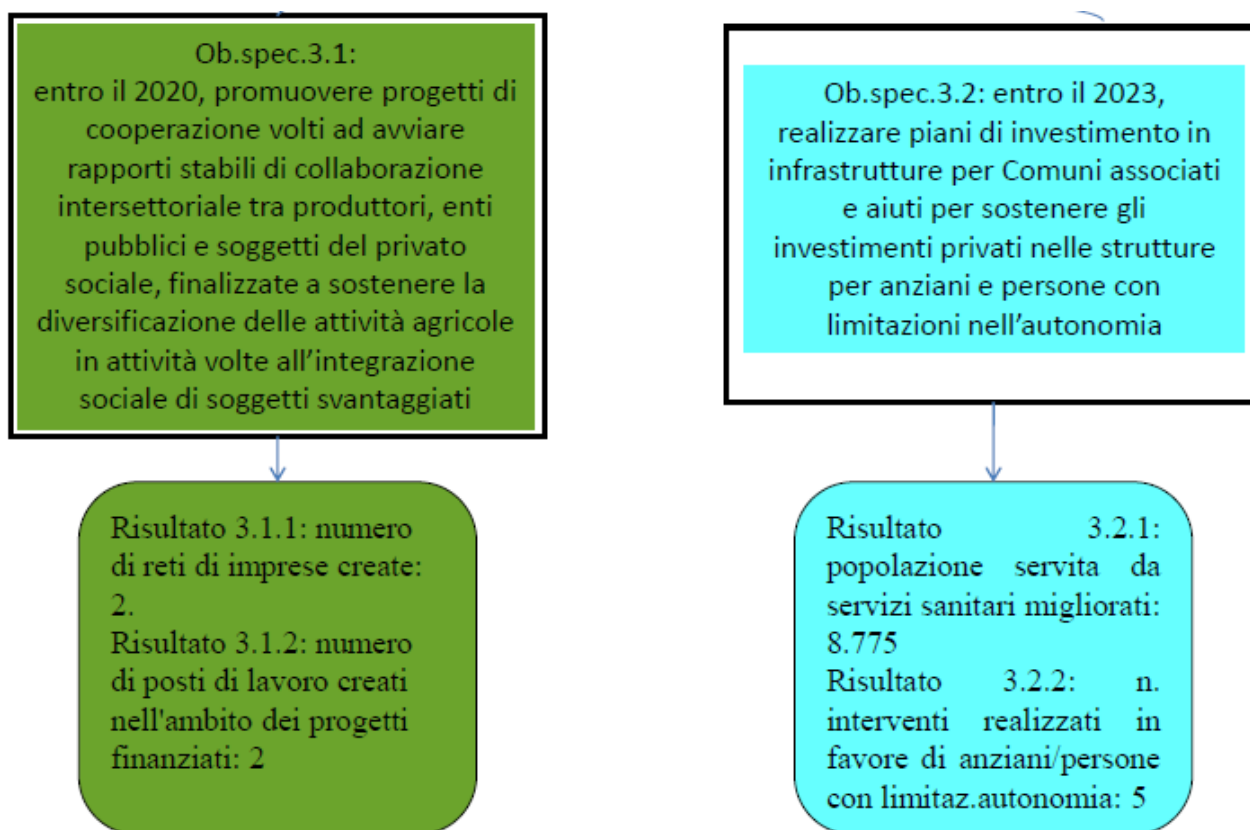 Ob.spec.3.1:
entro il 2020, promuovere progetti di
cooperazione volti ad avviare
rapporti stabili di collaborazione
intersettoriale tra produttori, enti
pubblici e soggetti del privato
sociale, finalizzate a sostenere la
diversificazione delle attività agricole
in attività volte all’integrazione
sociale di soggetti svantaggiati
Risultato 3.1.1: numero
di reti di imprese create:
2.
Risultato 3.1.2: numero
di posti di lavoro creati
nell'ambito dei progetti
finanziati: 2
Ob.spec.3.2: entro il 2023,
realizzare piani di investimento in
infrastrutture per Comuni associati
e aiuti per sostenere gli
investimenti privati nelle strutture
per anziani e persone con
limitazioni nell’autonomia
Risultato 3.2.1:
popolazione servita da
servizi sanitari migliorati:
8.775
Risultato 3.2.2: n.
interventi realizzati in
favore di anziani/persone
con limitaz.autonomia: 5